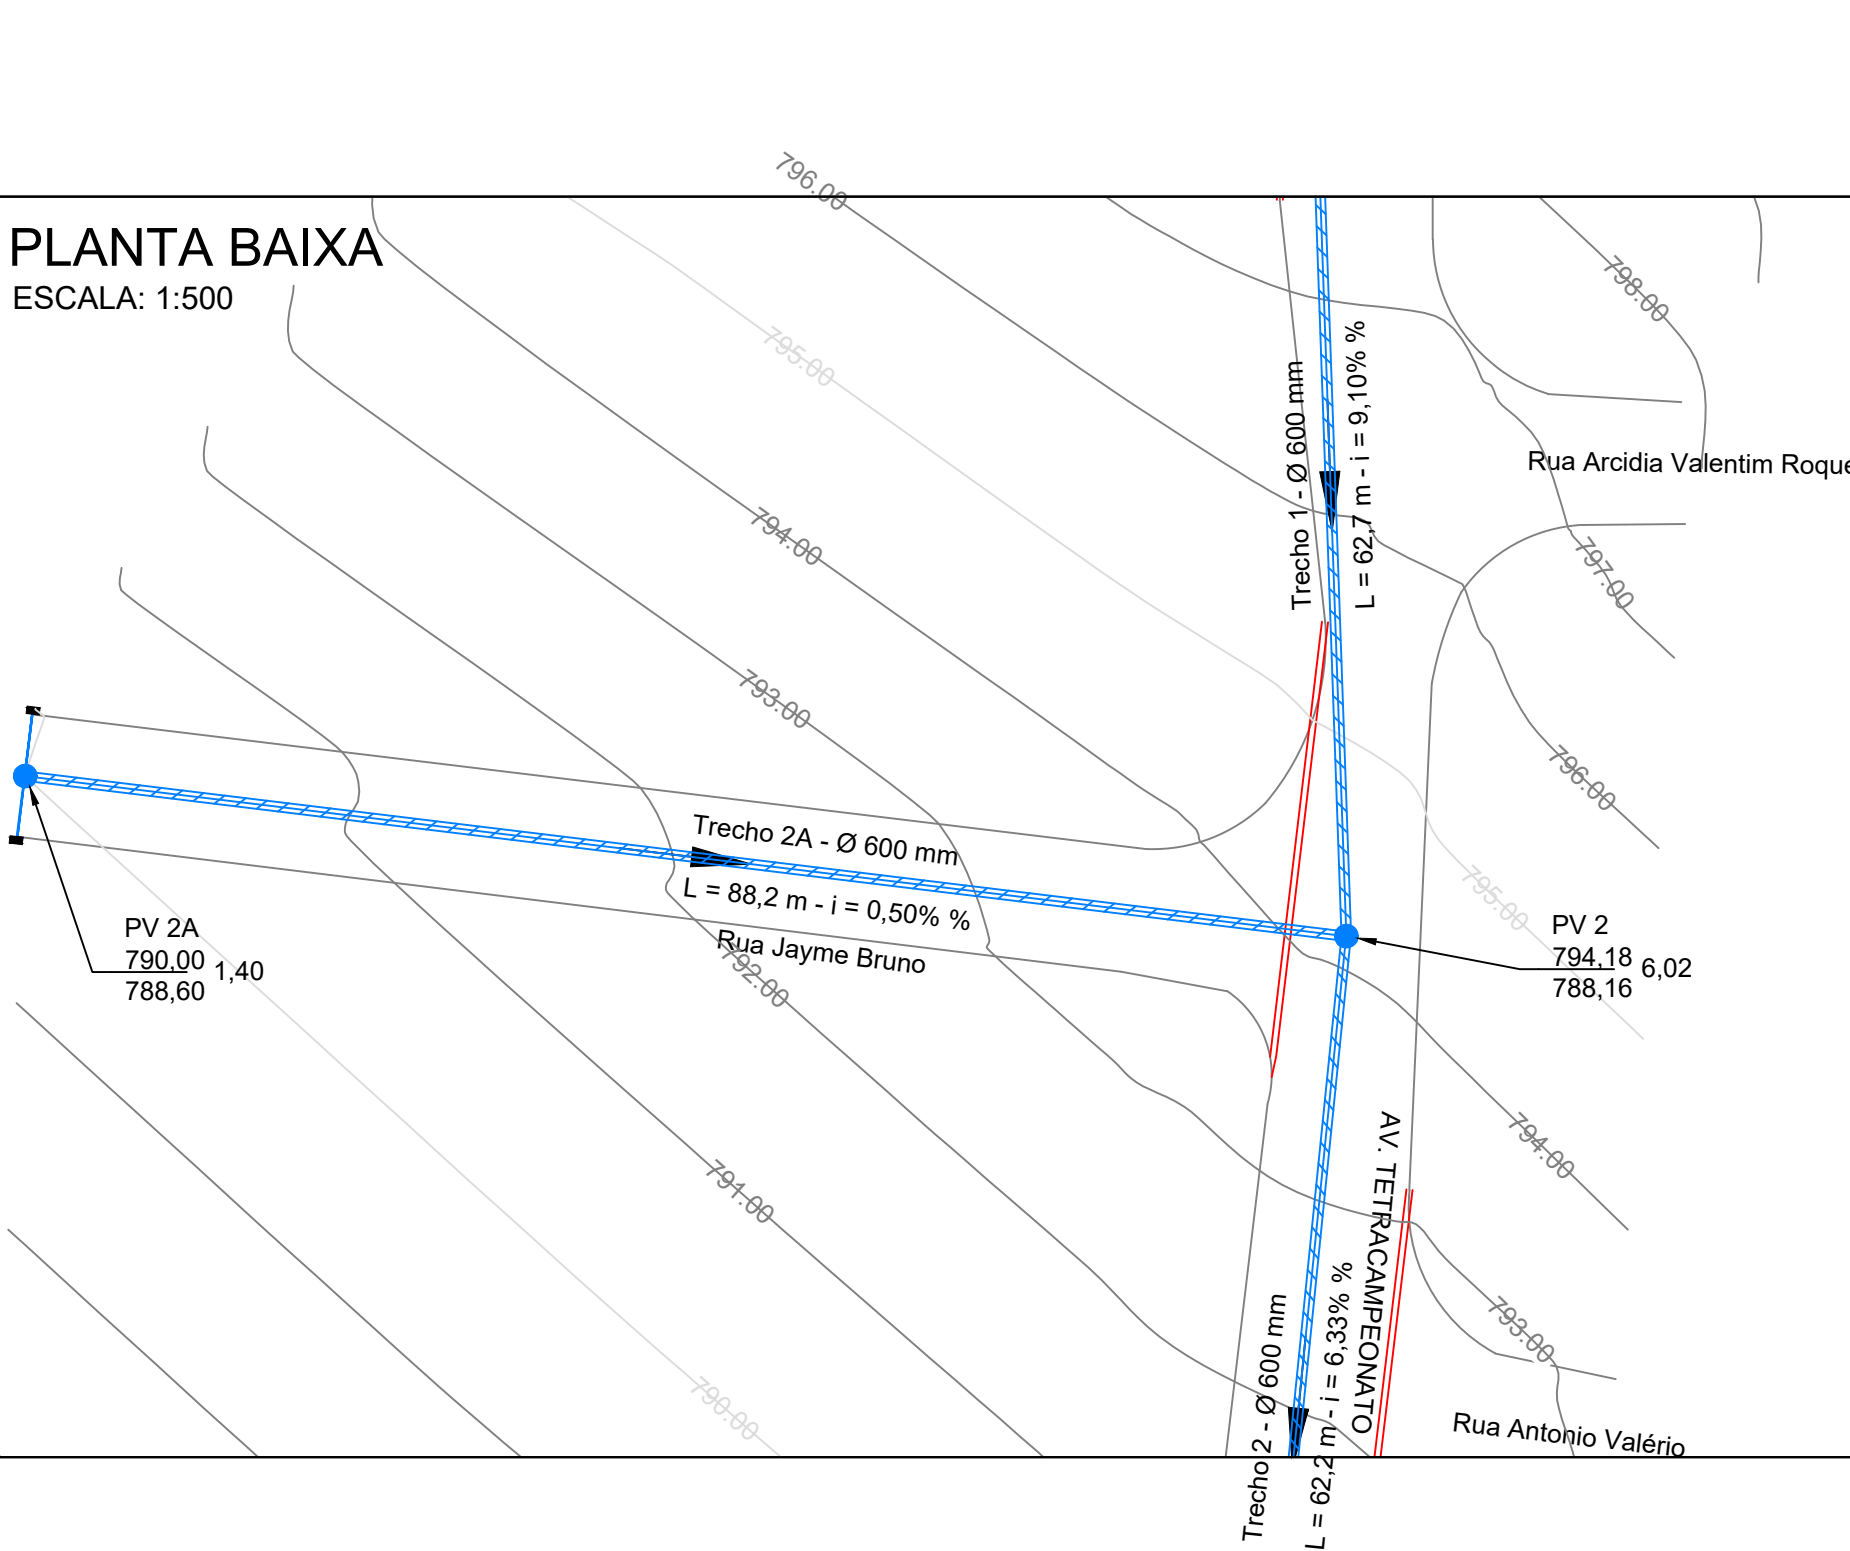 796.00
PLANTA BAIXA
ESCALA: 1:500
798.00
795.00
Trecho 1 - Ø 600 mm
L = 62,7 m - i = 9,10% %
Rua Arcidia Valentim Roque
794.00
797.00
793.00
796.00
Trecho 2A - Ø 600 mm
L = 88,2 m - i = 0,50% %
Rua Jayme Bruno
795.00
PV 2A
790,00
1,40
788,60
PV 2
794,18
6,02
788,16
792.00
794.00
AV. TETRACAMPEONATO
791.00
793.00
Trecho 2 - Ø 600 mm
L = 62,2 m - i = 6,33% %
790.00
Rua Antonio Valério